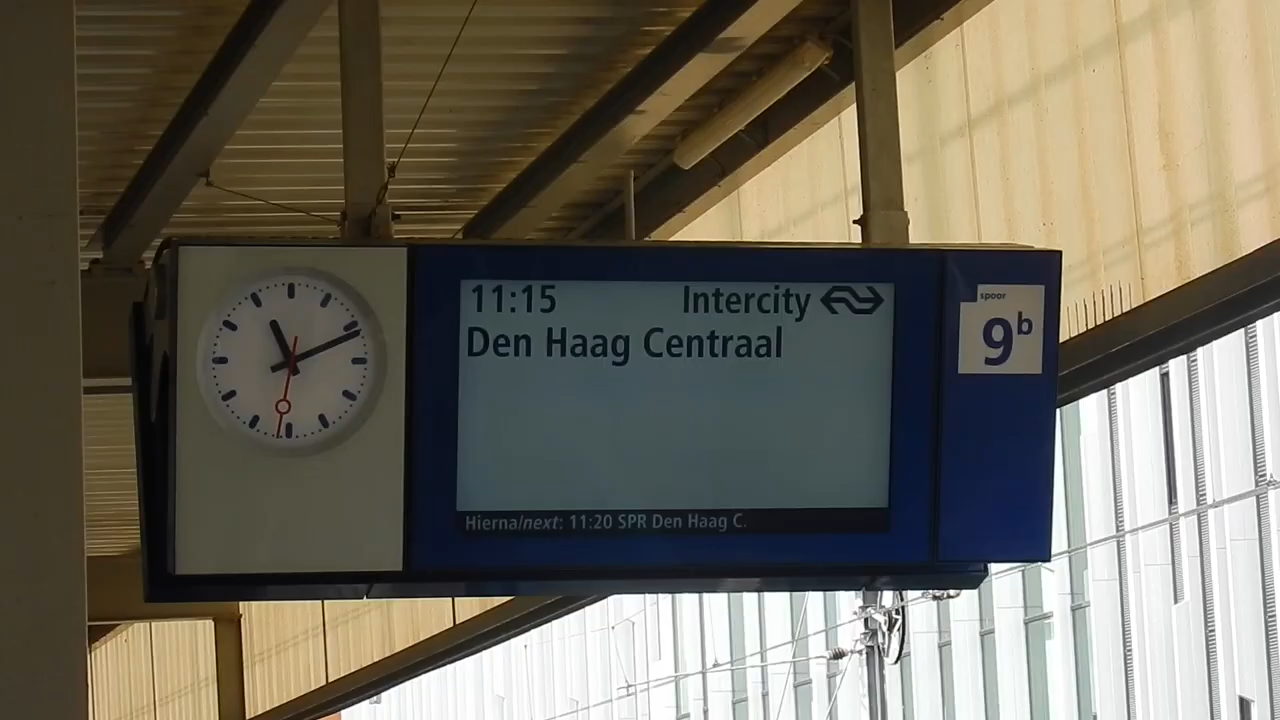 11:15 Intercity
Den Haag Centraal
Hierna/next: 11:20 SPR Den Haag C.
spoor
9b